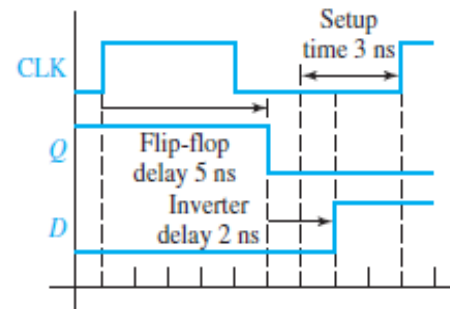 Setup
time 3 ns
CLK
Q
Flip-flop
delay 5 ns
Inverter
delay 2 ns
D